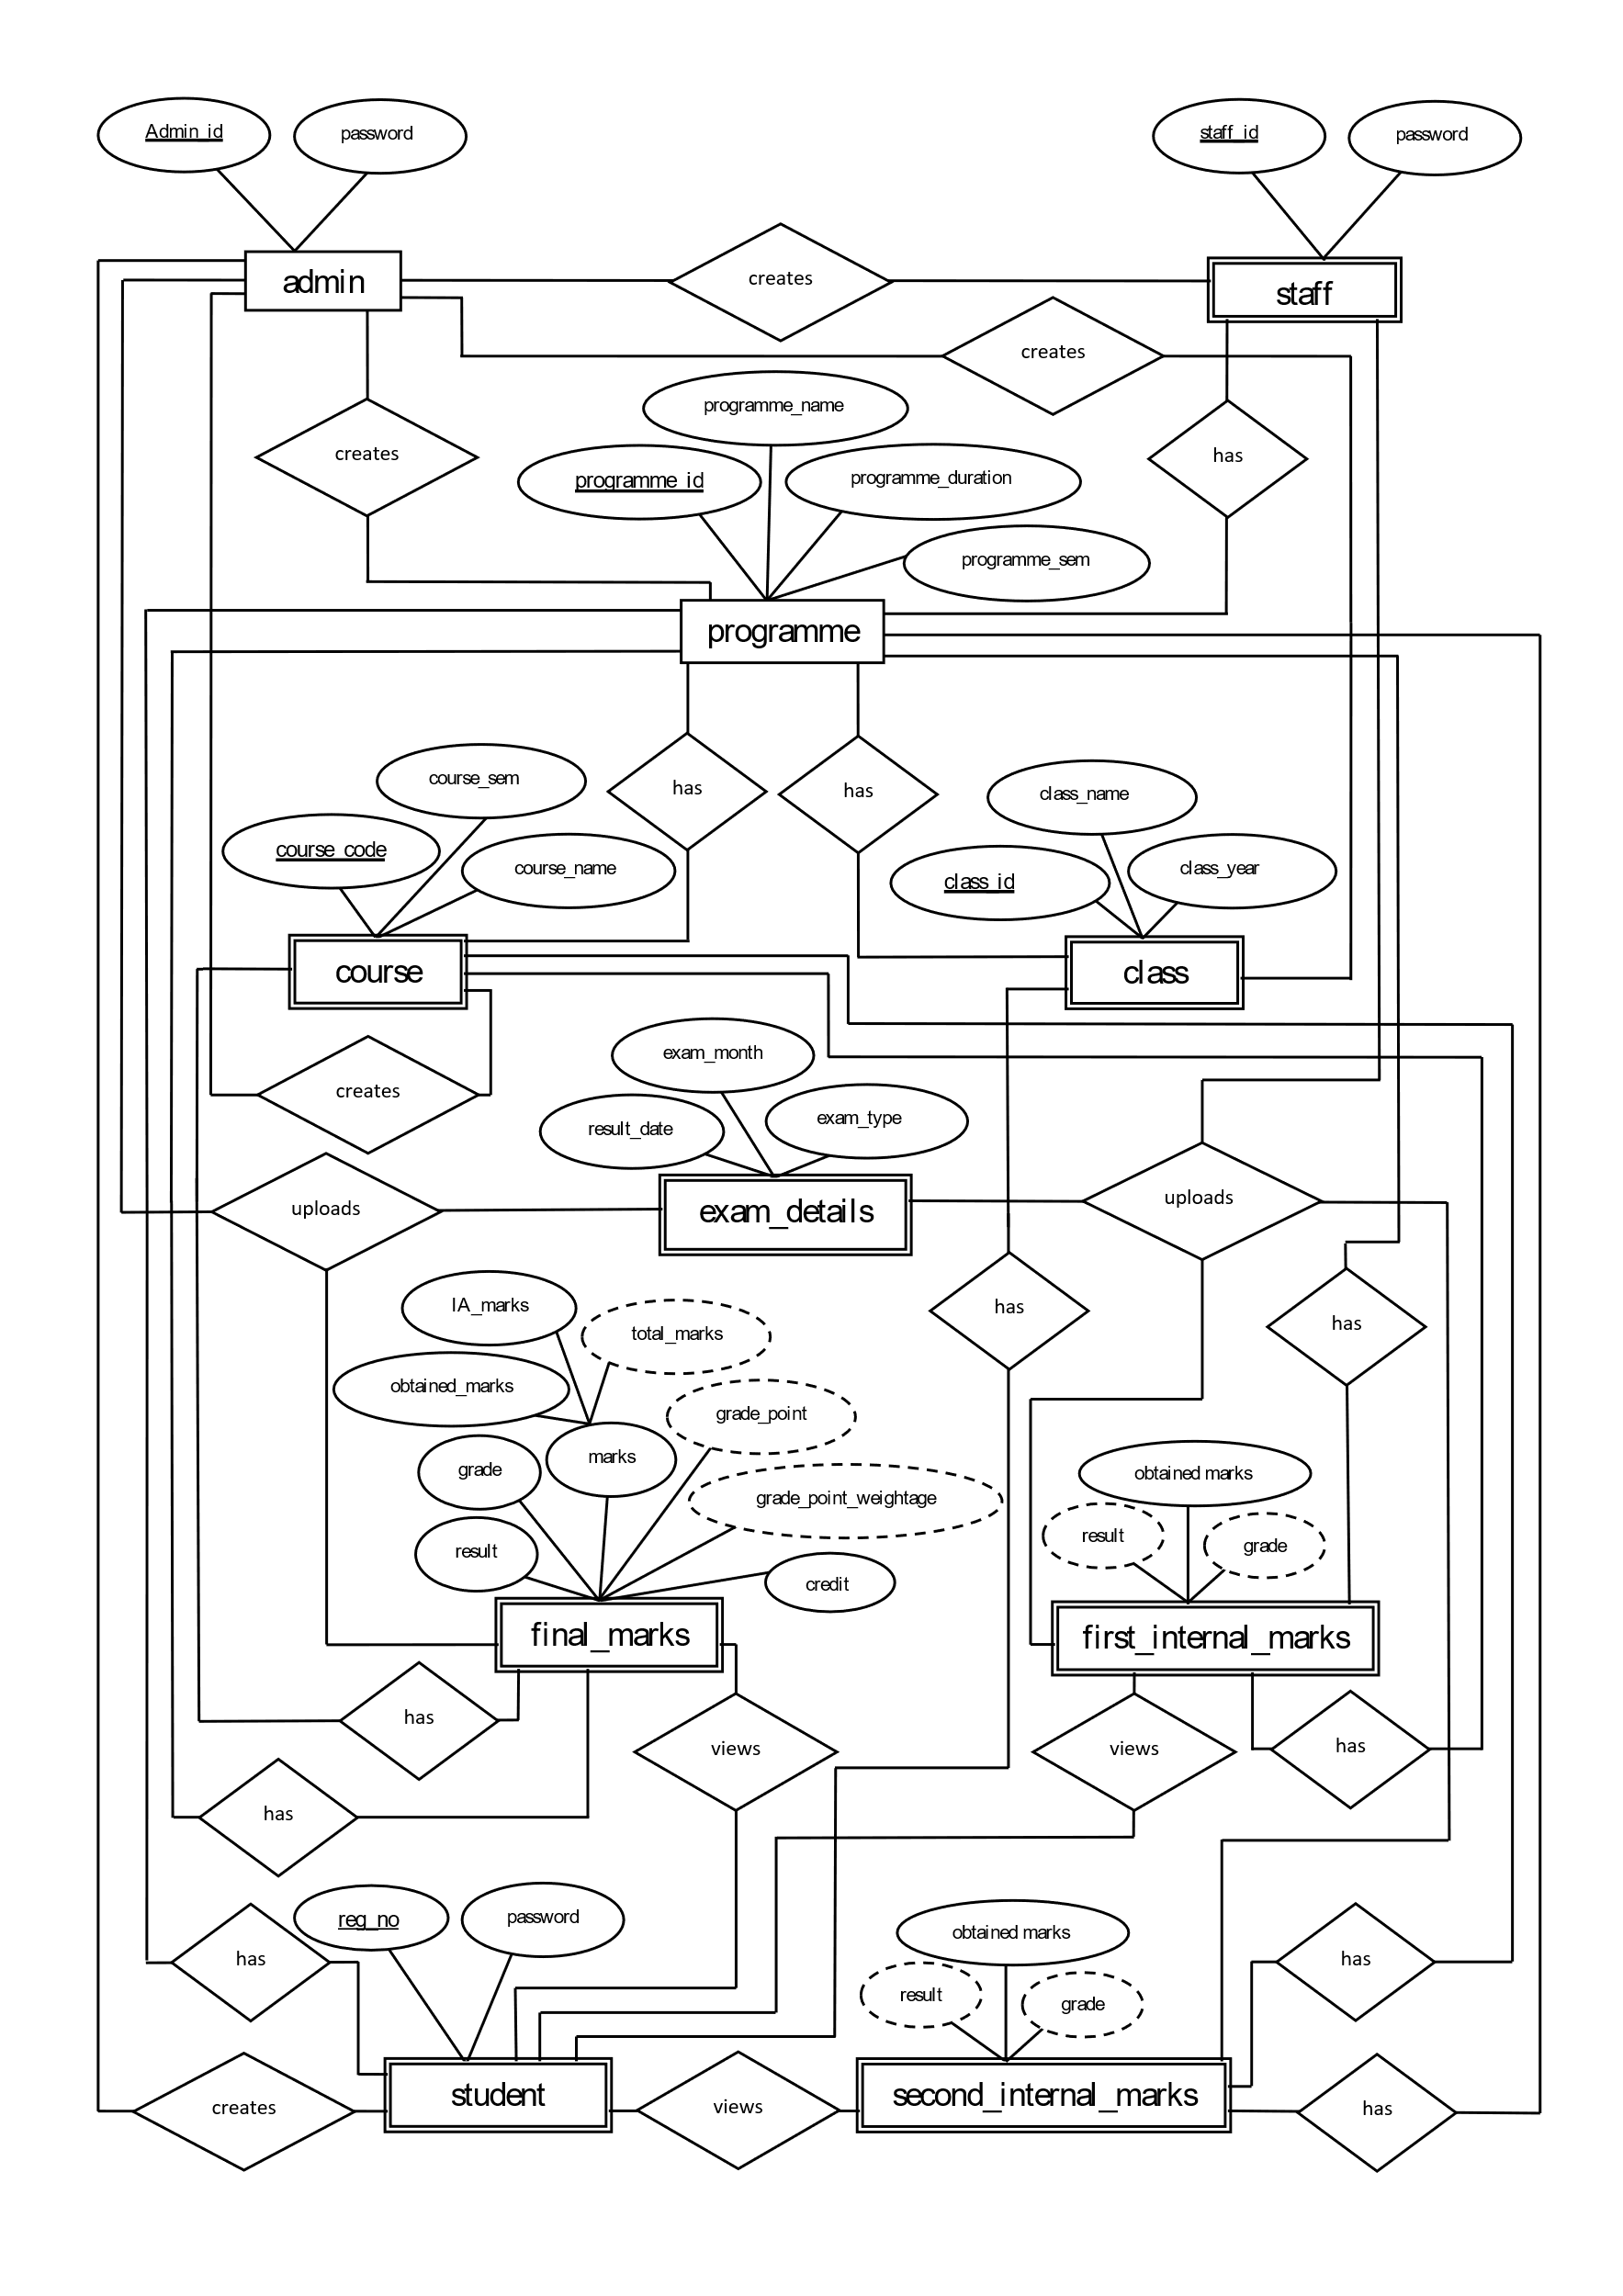 Admin_id
password
staff_id
password
admin
creates
staff
creates
programme_name
creates
has
programme_id
programme_duration
programme_sem
programme
course_sem
has
has
class_name
course_code
course_name
class_id
class_year
course
class
exam_month
creates
result_date
exam_type
uploads
exam_details
uploads
IA_marks
total_marks
has
has
obtained_marks
grade_point
grade
marks
obtained marks
grade_point_weightage
result
result
grade
credit
final_marks
first_internal_marks
has
views
views
has
has
req_no
password
obtained marks
has
has
result
grade
student
second_internal_marks
creates
views
has